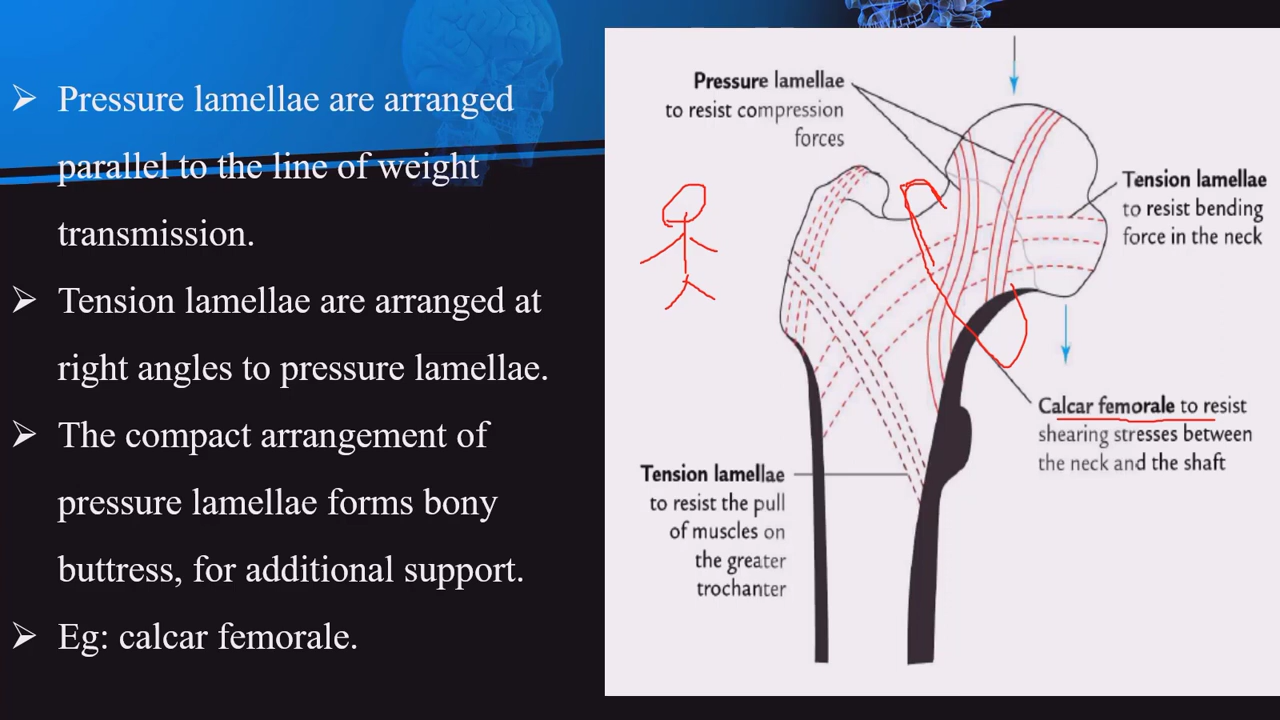 ➢ Pressure lamellae are arranged
parallel to the line of weight
transmission.
➢ Tension lamellae are arranged at
right angles to pressure lamellae.
➢ The compact arrangement of
pressure lamellae forms bony
buttress, for additional support.
➢ Eg: calcar femorale.
Pressure lamellae
to resist compression
forces
Tension lamellae
to resist bending
force in the neck
Calcar femorale to resist
shearing stresses between
the neck and the shaft
Tension lamellae
to resist the pull
of muscles on
the greater
trochanter